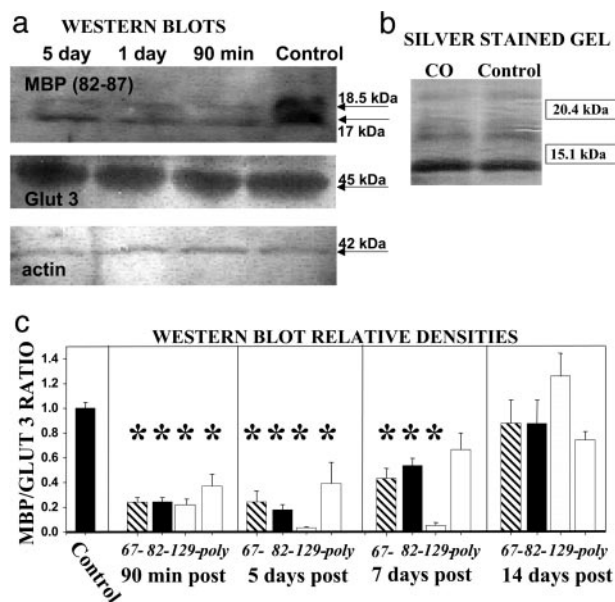 a WESTERN BLOTS
5 day 1 day 90 min Control
MBP (82-87)
18.5 kDa
17 kDa
Glut 3
45 kDa
actin
42 kDa
b
SILVER STAINED GEL
CO Control
20.4 kDa
15.1 kDa
c
WESTERN BLOT RELATIVE DENSITIES
MBP/GLUT 3 RATIO
1.4
1.2
1.0
0.8
0.6
0.4
0.2
0.0
* * * * * * * * * * *
Control
67- 82-129-poly 67- 82-129-poly 67- 82-129-poly 67-82-129-poly
90 min post 5 days post 7 days post 14 days post